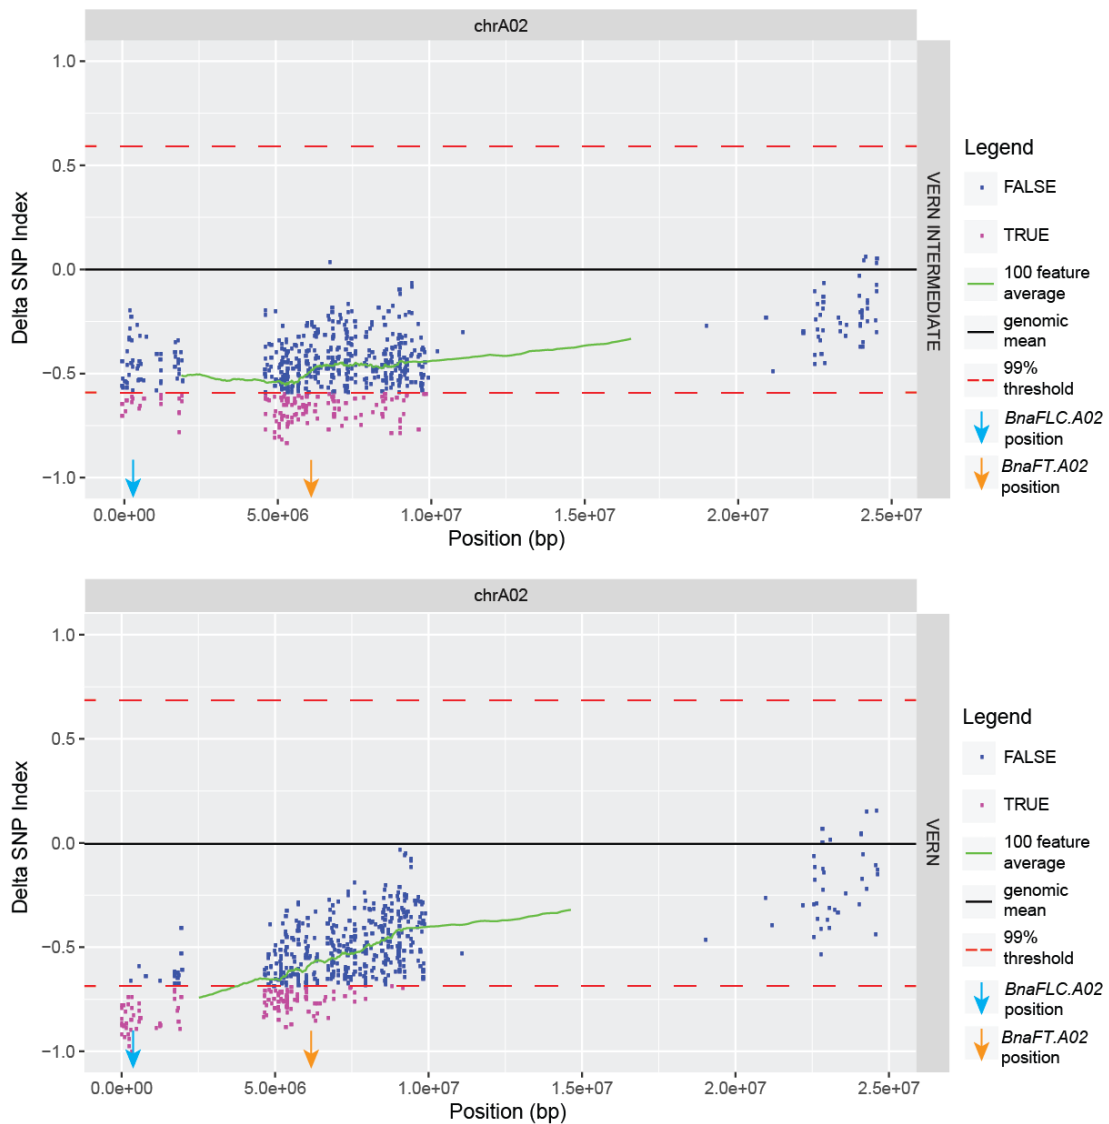 chrA02
1.0
0.5
0.0
−0.5
−1.0
Delta SNP Index
VERN INTERMEDIATE
0.0e+00 5.0e+06 1.0e+07 1.5e+07 2.0e+07 2.5e+07
Position (bp)
Legend
FALSE
TRUE
100 feature
average
genomic
mean
99%
threshold
BnaFLC.A02
position
BnaFT.A02
position
chrA02
1.0
0.5
0.0
−0.5
−1.0
Delta SNP Index
VERN
0.0e+00 5.0e+06 1.0e+07 1.5e+07 2.0e+07 2.5e+07
Position (bp)
Legend
FALSE
TRUE
100 feature
average
genomic
mean
99%
threshold
BnaFLC.A02
position
BnaFT.A02
position